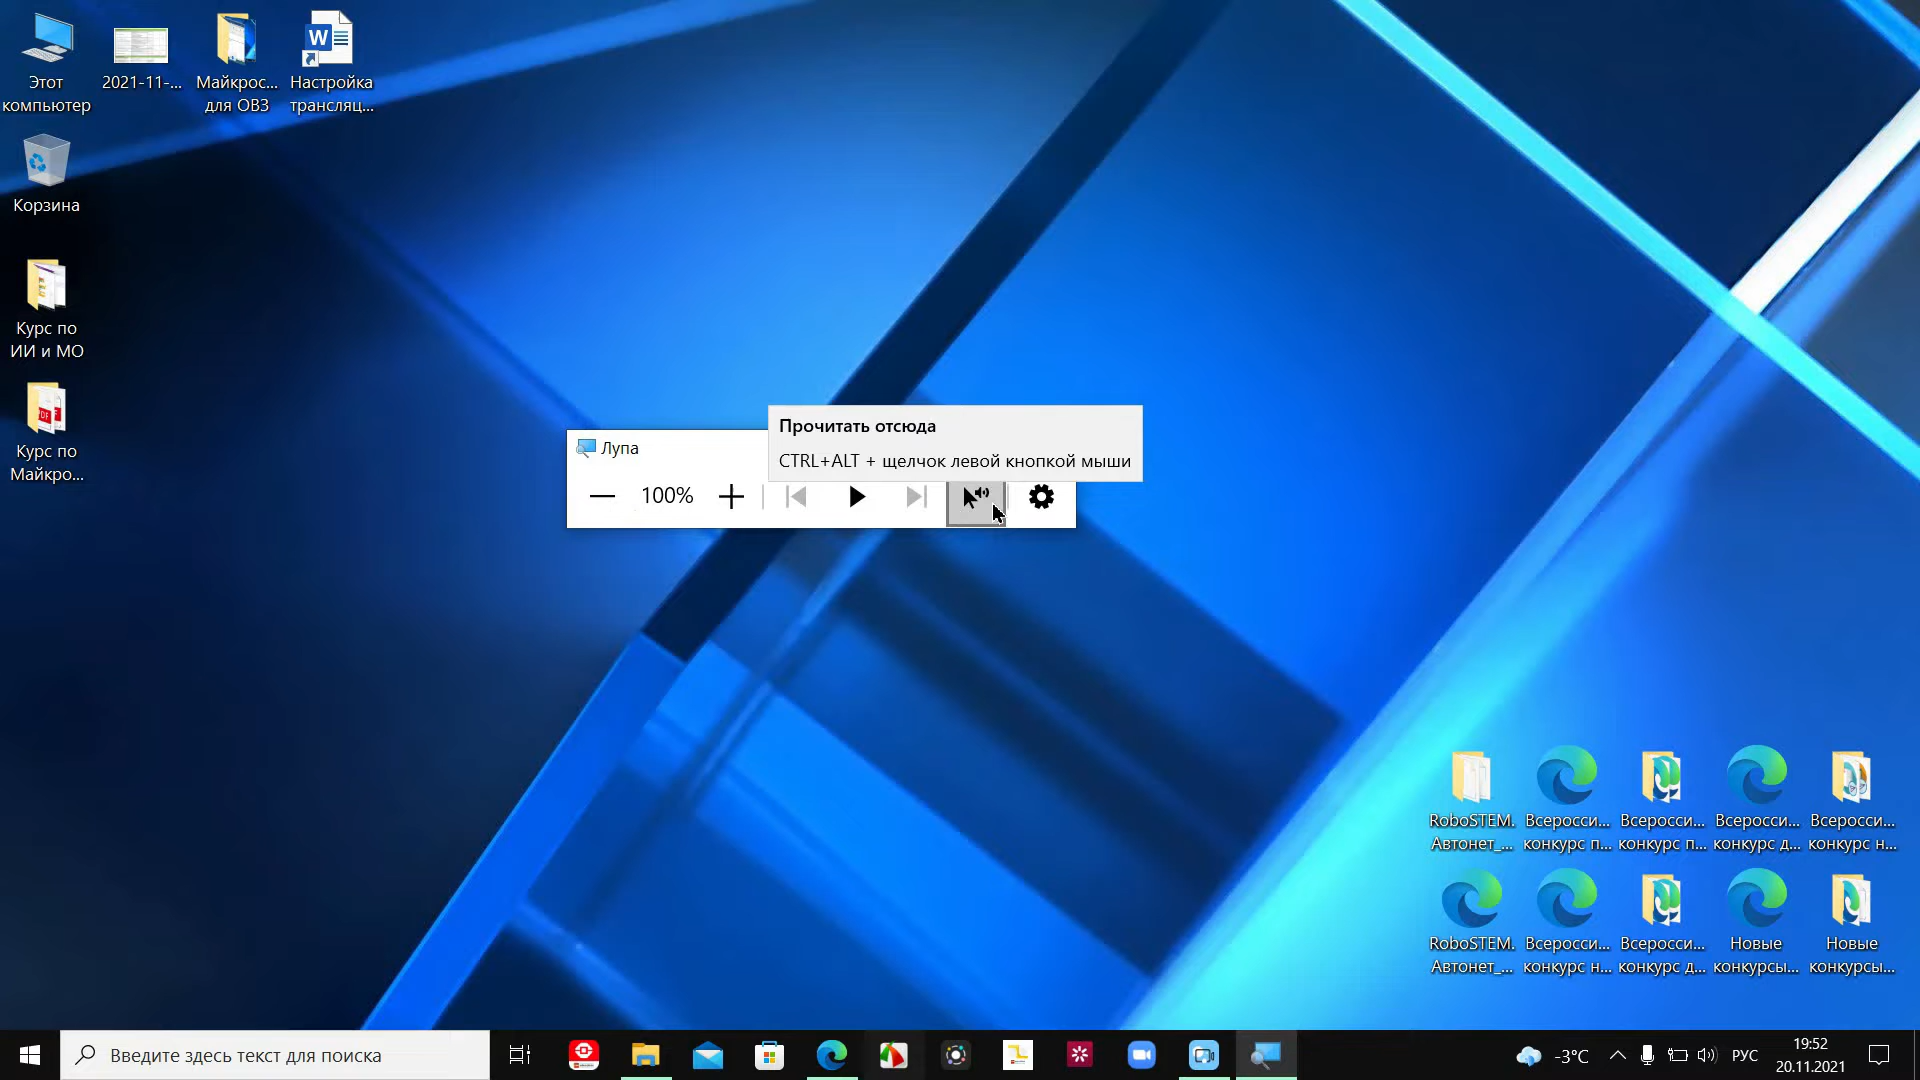 Этот
компьютер
2021-11-...
Майкрос...
для ОВЗ
Настройка
трансляц...
Корзина
Курс по
ИИ и МО
Курс по
Майкро...
Прочитать отсюда
CTRL+ALT + щелчок левой кнопкой мыши
Лупа
100%
RoboSTEM.
Автонет_...
Всеросси...
конкурс п...
Всеросси...
конкурс п...
Всеросси...
конкурс д...
Всеросси...
конкурс н...
RoboSTEM.
Автонет_...
Всеросси...
конкурс н...
Всеросси...
конкурс д...
Новые
конкурсы...
Новые
конкурсы...
Введите здесь текст для поиска
-3°C
РУС
19:52
20.11.2021